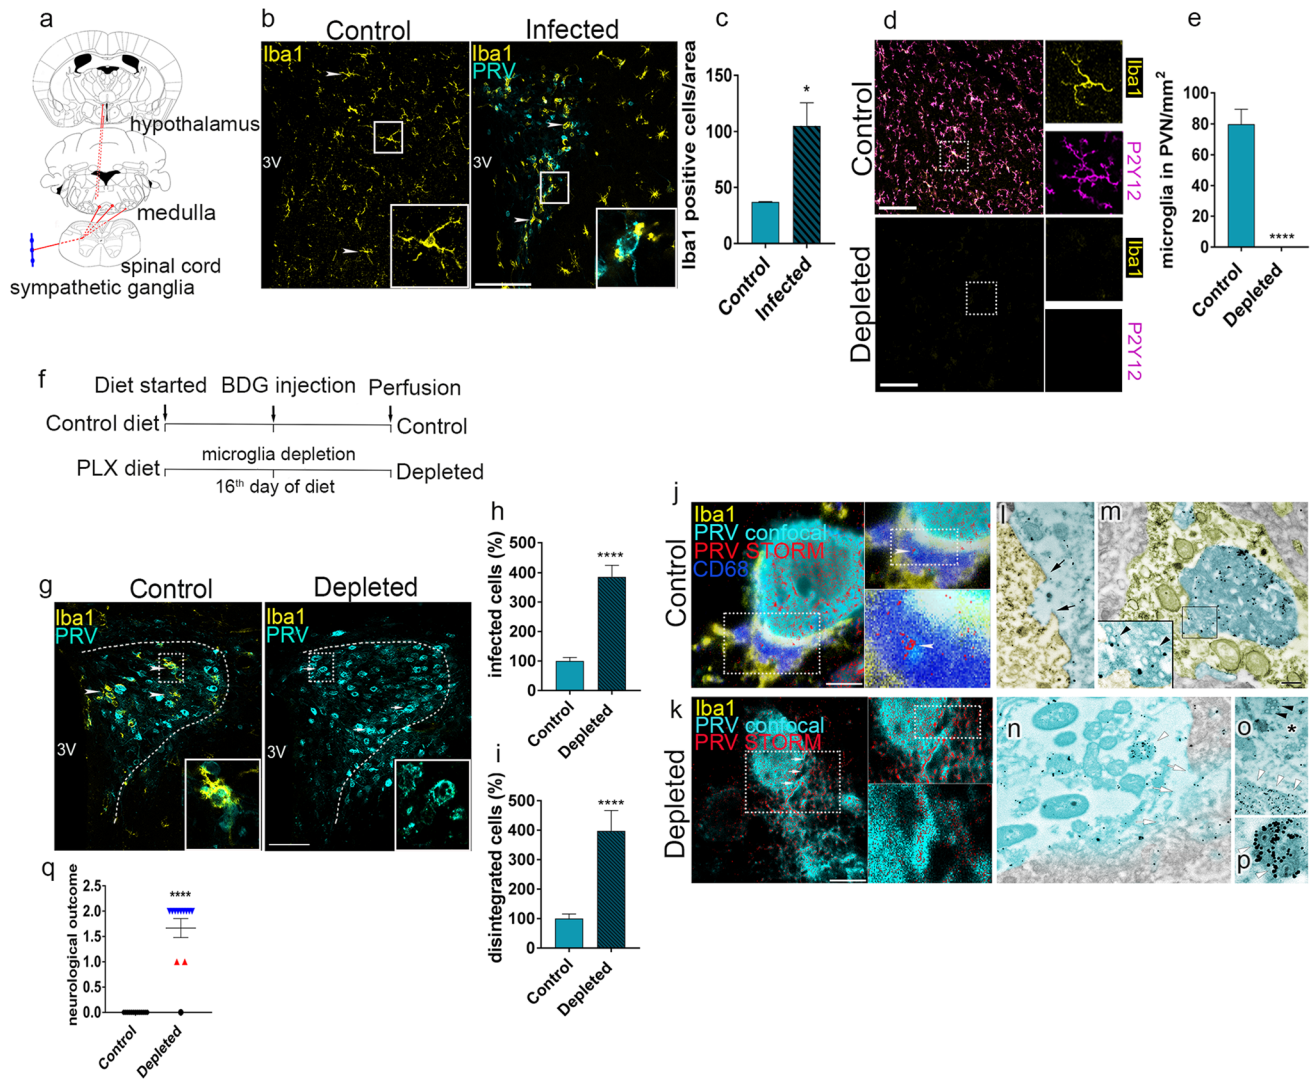 a
hypothalamus
medulla
spinal cord
sympathetic ganglia
b
Control
Infected
Iba1
3V
Iba1
PRV
3V
c
Iba1 positive cells/area
150
100
50
0
*
Control
Infected
d
Control
Depleted
Iba1
P2Y12
Iba1
P2Y12
e
microglia in PVN/mm²
100
80
60
40
20
0
****
Control
Depleted
f
Diet started
BDG injection
Perfusion
Control diet
Control
microglia depletion
PLX diet
Depleted
16th day of diet
g
Control
Depleted
Iba1
PRV
3V
Iba1
PRV
3V
h
infected cells (%)
500
400
300
200
100
0
****
Control
Depleted
i
disintegrated cells (%)
500
400
300
200
100
0
****
Control
Depleted
j
Control
Iba1
PRV confocal
PRV STORM
CD68
k
Depleted
Iba1
PRV confocal
PRV STORM
l
m
n
o
*
p
q
neurological outcome
2.5
2.0
1.5
1.0
0.5
0.0
****
Control
Depleted